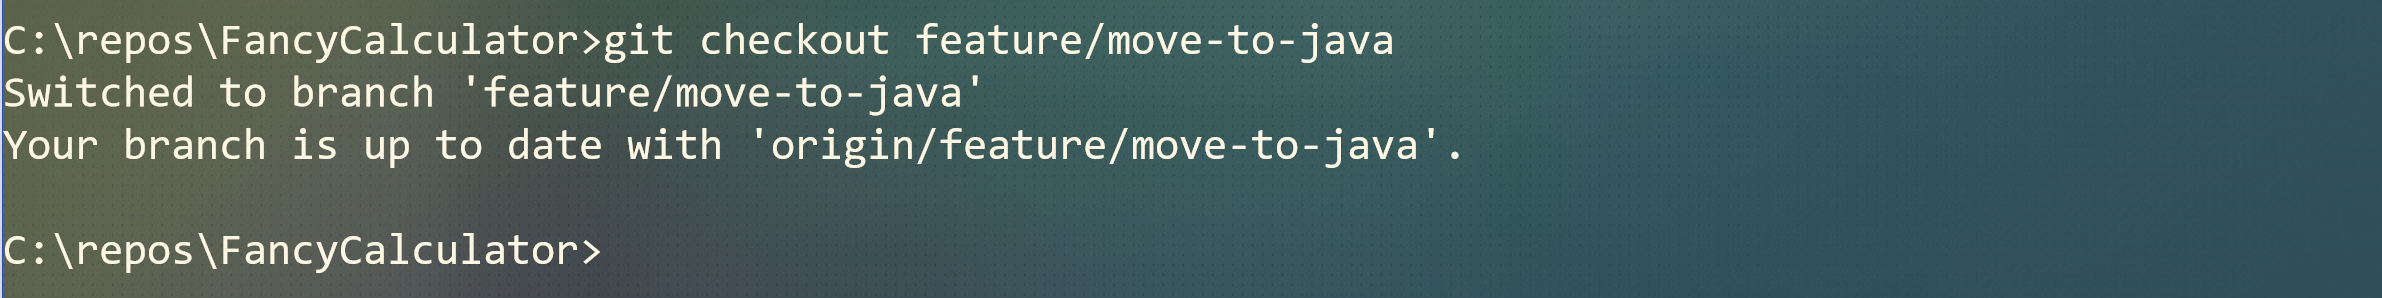 C:\repos\FancyCalculator>git checkout feature/move-to-java
Switched to branch 'feature/move-to-java'
Your branch is up to date with 'origin/feature/move-to-java'.
C:\repos\FancyCalculator>